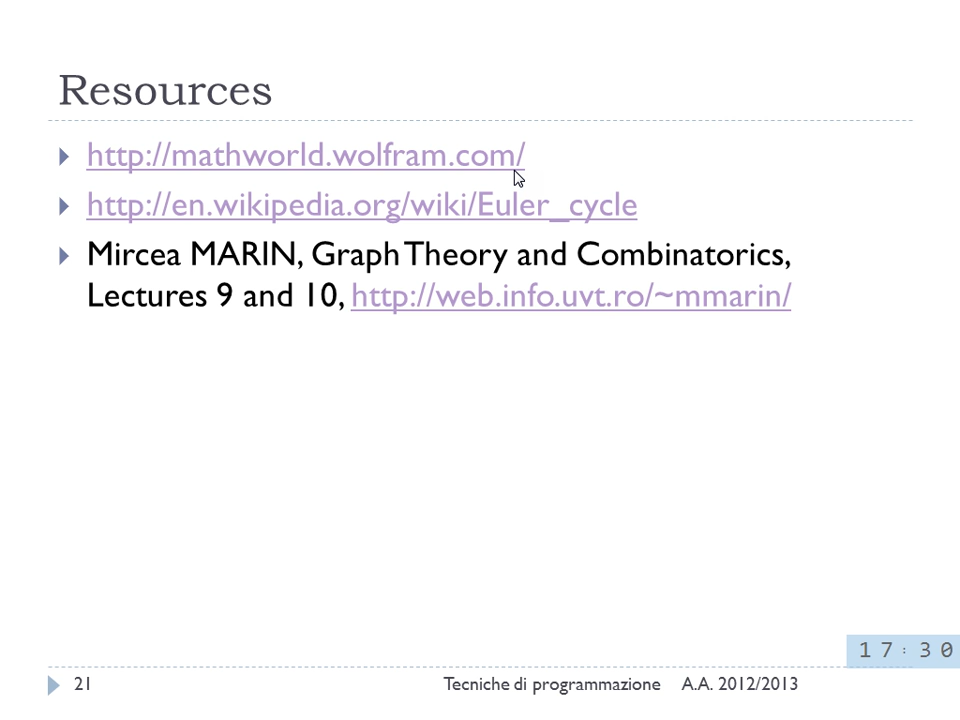 Resources
http://mathworld.wolfram.com/
http://en.wikipedia.org/wiki/Euler_cycle
Mircea MARIN, Graph Theory and Combinatorics,
Lectures 9 and 10, http://web.info.uvt.ro/~mmarin/
17:30
21 Tecniche di programmazione A.A. 2012/2013